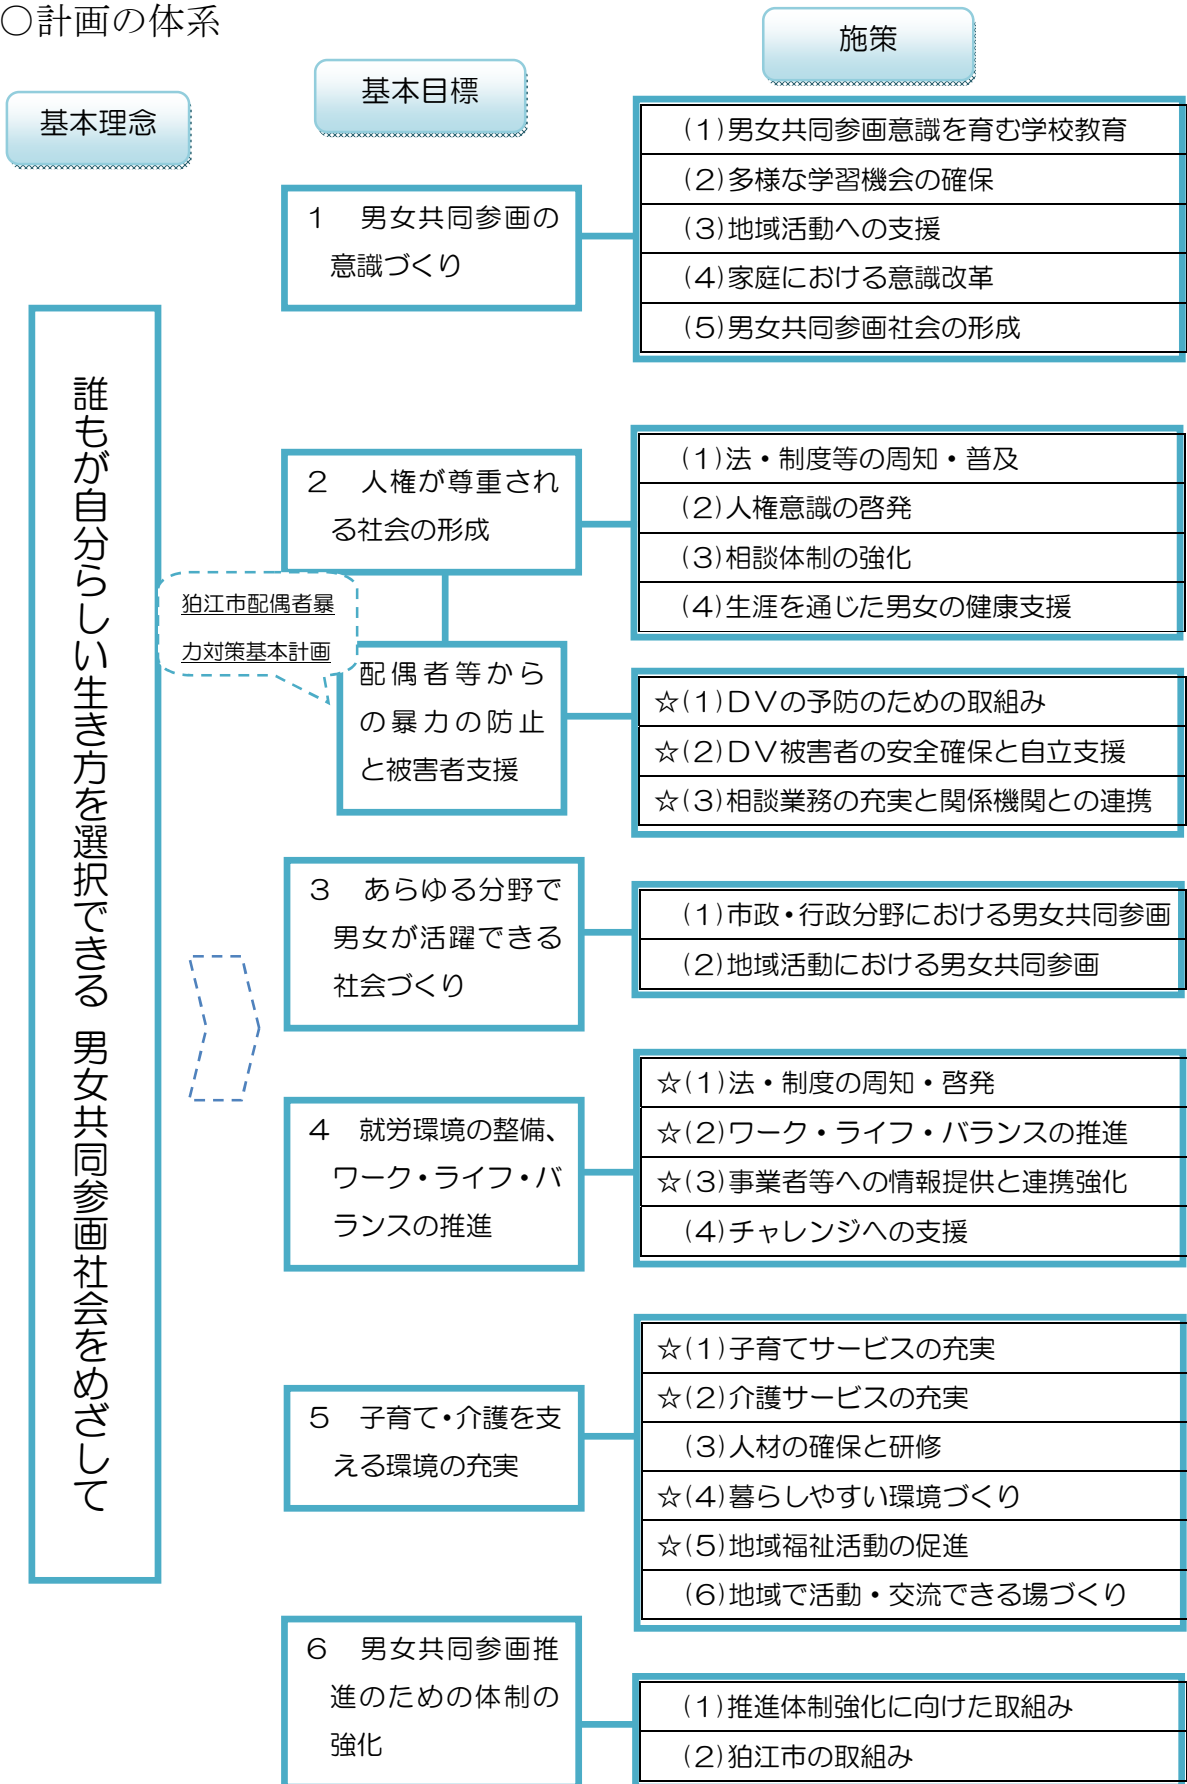 ○計画の体系
施策
基本目標
基本理念
誰もが自分らしい生き方を選択できる 男女共同参画社会をめざして
1　男女共同参画の
意識づくり
(1)男女共同参画意識を育む学校教育
(2)多様な学習機会の確保
(3)地域活動への支援
(4)家庭における意識改革
(5)男女共同参画社会の形成
2　人権が尊重され
る社会の形成
(1)法・制度等の周知・普及
(2)人権意識の啓発
(3)相談体制の強化
(4)生涯を通じた男女の健康支援
狛江市配偶者暴
力対策基本計画
配偶者等から
の暴力の防止
と被害者支援
☆(1)DVの予防のための取組み
☆(2)DV被害者の安全確保と自立支援
☆(3)相談業務の充実と関係機関との連携
3　あらゆる分野で
男女が活躍できる
社会づくり
(1)市政・行政分野における男女共同参画
(2)地域活動における男女共同参画
4　就労環境の整備、
ワーク・ライフ・バ
ランスの推進
☆(1)法・制度の周知・啓発
☆(2)ワーク・ライフ・バランスの推進
☆(3)事業者等への情報提供と連携強化
(4)チャレンジへの支援
5　子育て・介護を支
える環境の充実
☆(1)子育てサービスの充実
☆(2)介護サービスの充実
(3)人材の確保と研修
☆(4)暮らしやすい環境づくり
☆(5)地域福祉活動の促進
(6)地域で活動・交流できる場づくり
6　男女共同参画推
進のための体制の
強化
(1)推進体制強化に向けた取組み
(2)狛江市の取組み